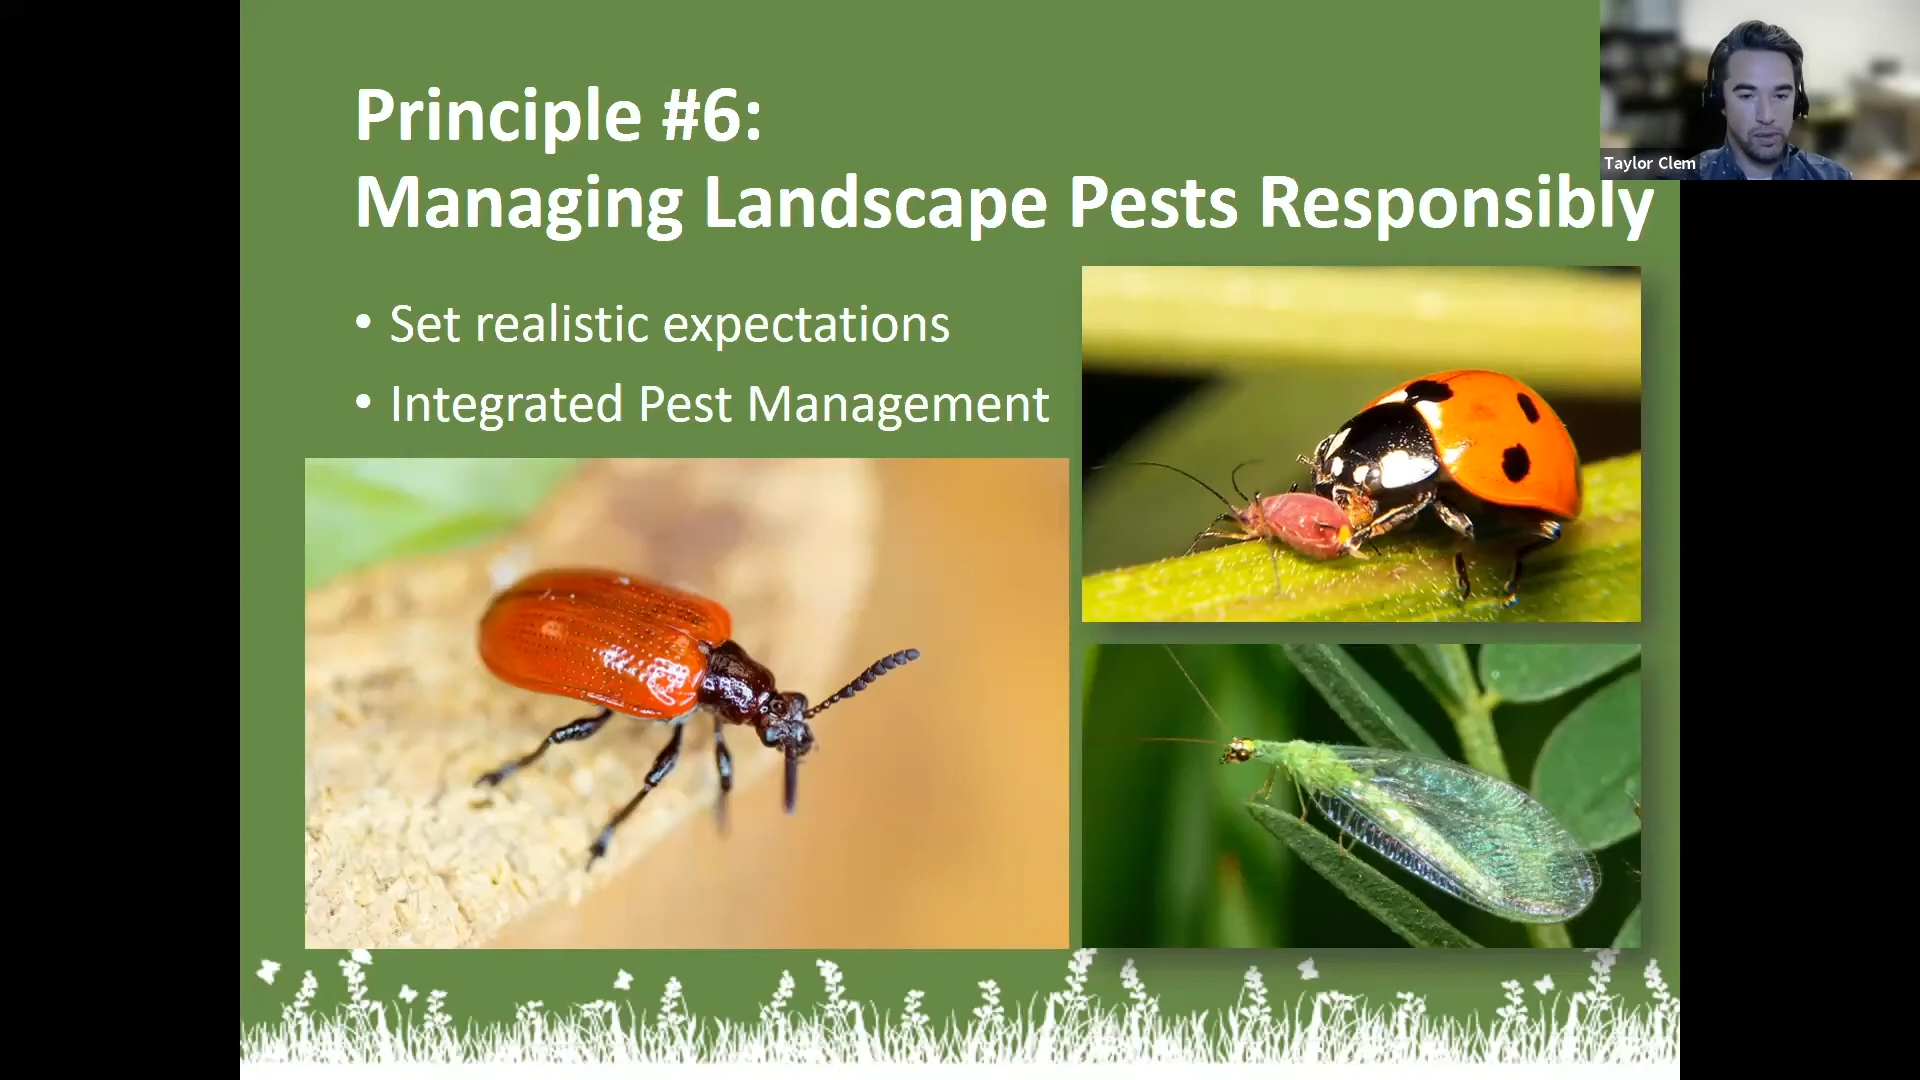 Principle #6:
Managing Landscape Pests Responsibly
• Set realistic expectations
• Integrated Pest Management
Taylor Clem